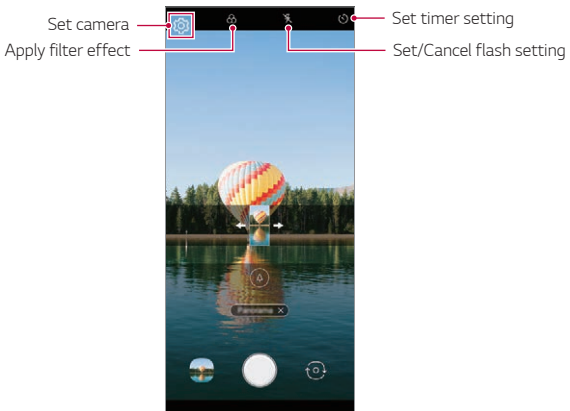 Set camera
Set timer setting
Apply filter effect
Set/Cancel flash setting
Panorama